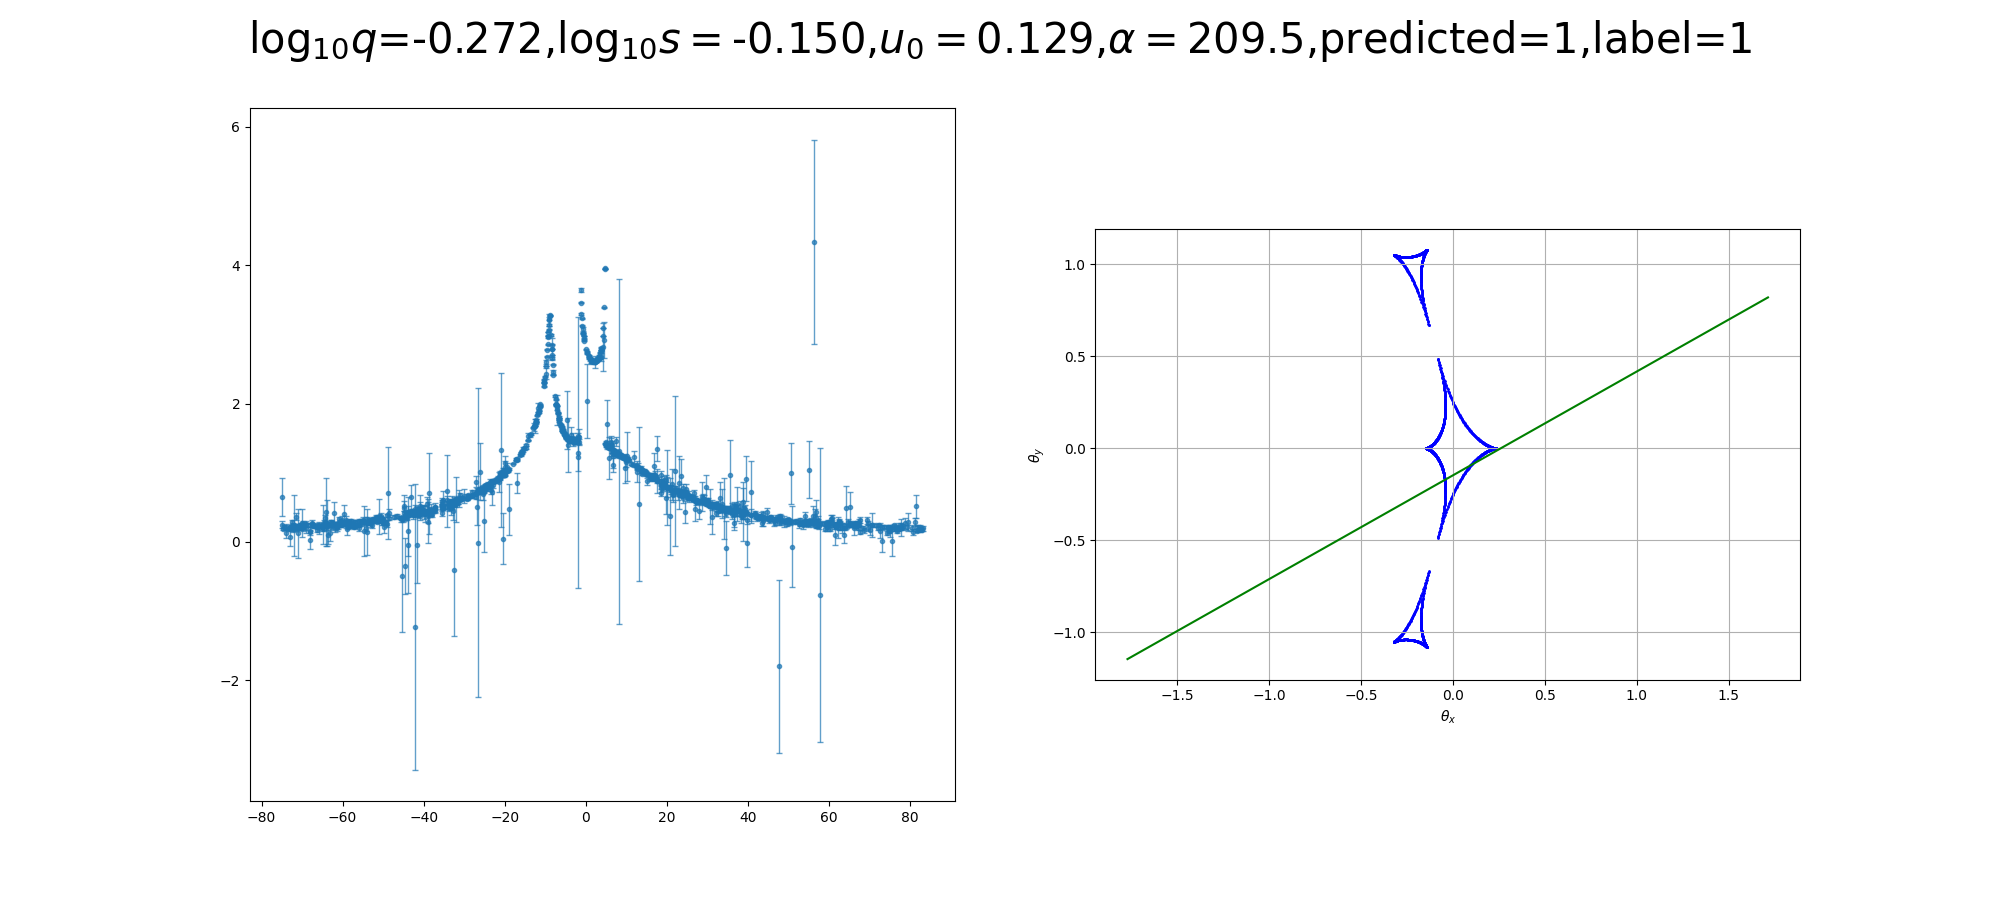 log₁₀q=-0.272,log₁₀s = -0.150,u₀ = 0.129,α = 209.5,predicted=1,label=1
6
4
2
0
−2
−80 −60 −40 −20 0 20 40 60 80
1.0
0.5
0.0
−0.5
−1.0
θy
−1.5 −1.0 −0.5 0.0 0.5 1.0 1.5
θx